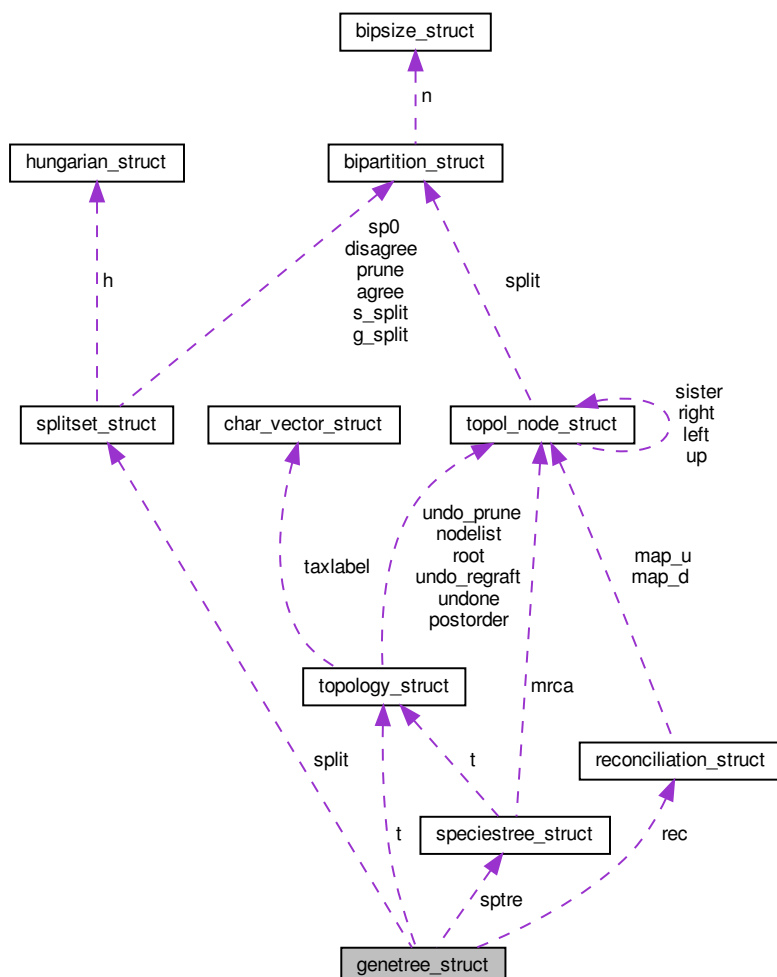 bipsize_struct
n
hungarian_struct
bipartition_struct
h
sp0
disagree
prune
agree
s_split
g_split
split
splitset_struct
char_vector_struct
topol_node_struct
sister
right
left
up
taxlabel
undo_prune
nodelist
root
undo_regraft
undone
postorder
map_u
map_d
topology_struct
mrca
split
t
reconciliation_struct
t
speciestree_struct
rec
sptre
genetree_struct